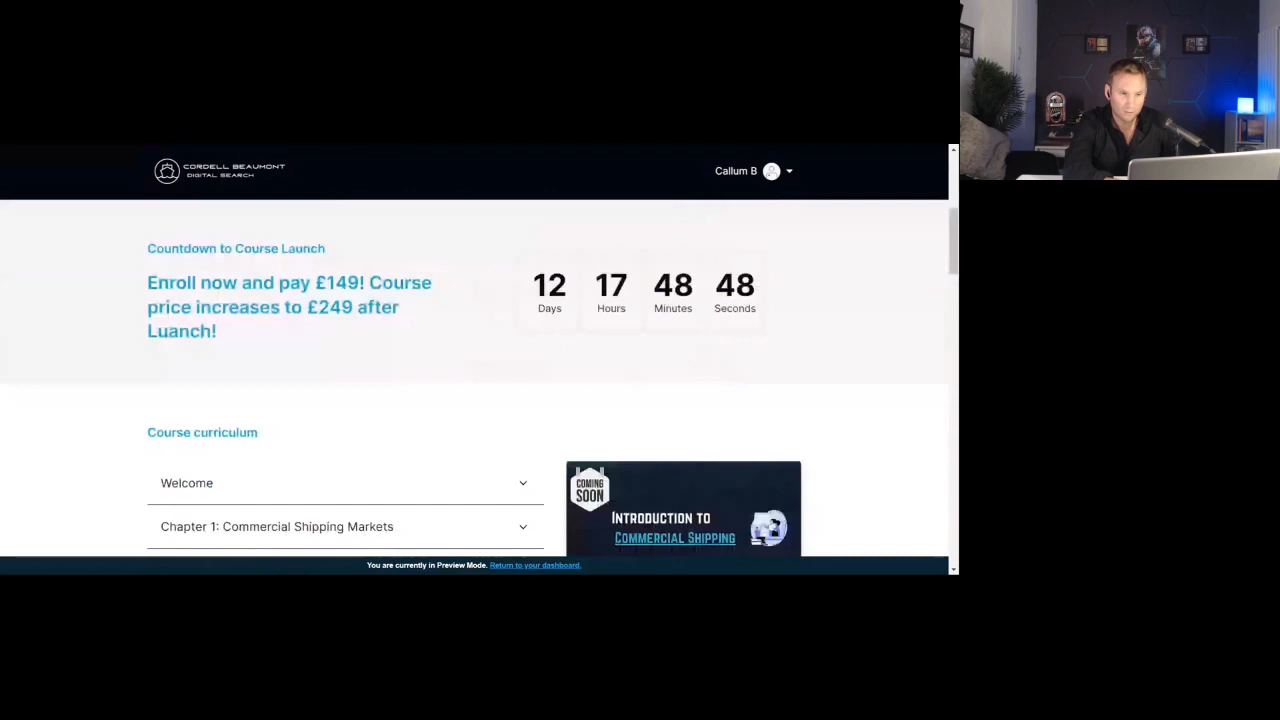 CORDELL BEAUMONT
DIGITAL SEARCH
Callum B
Countdown to Course Launch
Enroll now and pay £149! Course
price increases to £249 after
Luanch!
12 17 48 48
Days Hours Minutes Seconds
Course curriculum
Welcome
Chapter 1: Commercial Shipping Markets
COMING
SOON
INTRODUCTION TO
COMMERCIAL SHIPPING
You are currently in Preview Mode. Return to your dashboard.